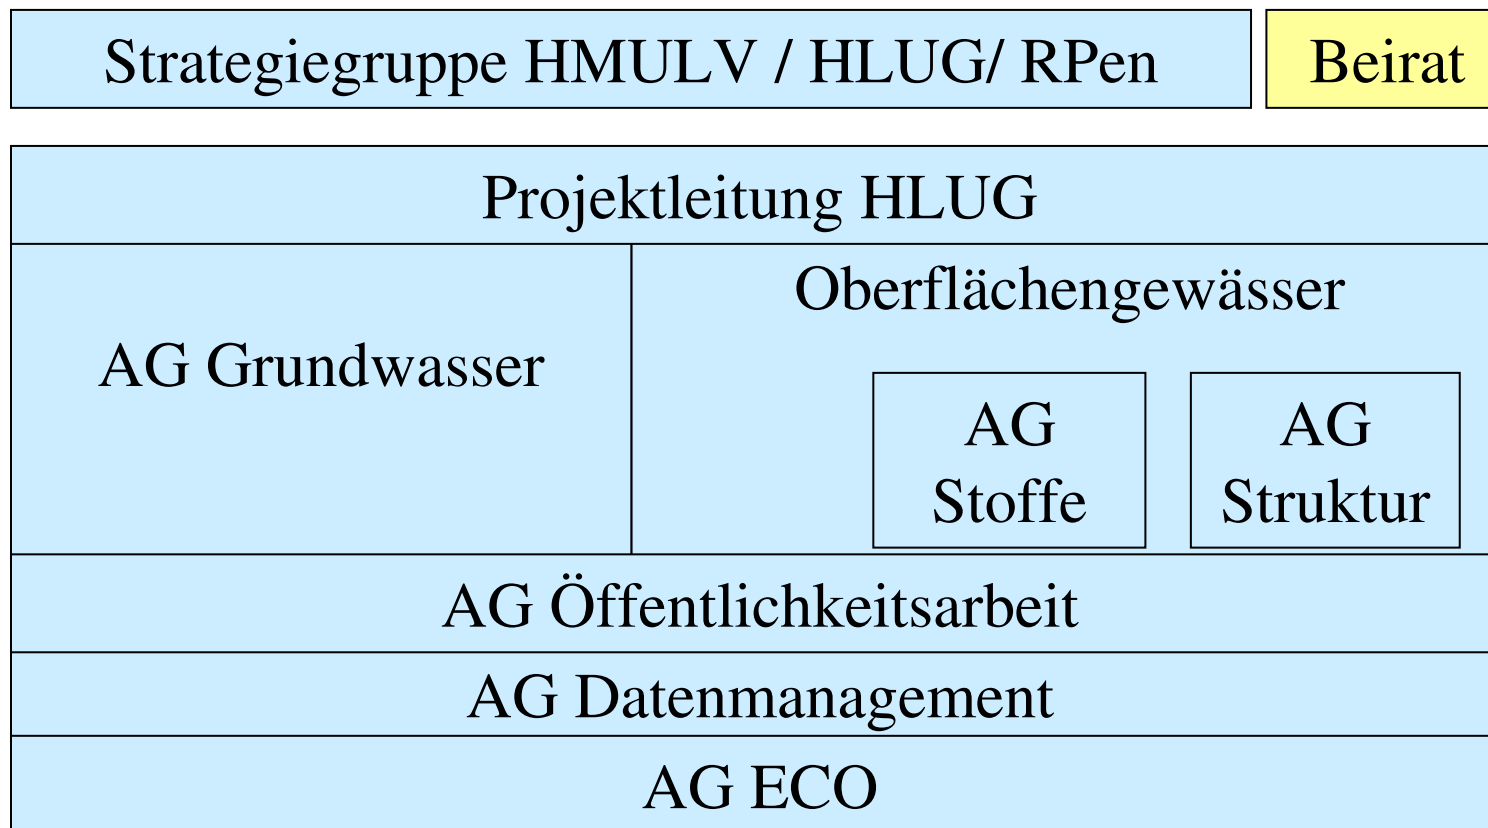 Strategiegruppe HMULV / HLUG/ RPen
Beirat
Projektleitung HLUG
AG Grundwasser
Oberflächengewässer
AG
Stoffe
AG
Struktur
AG Öffentlichkeitsarbeit
AG Datenmanagement
AG ECO